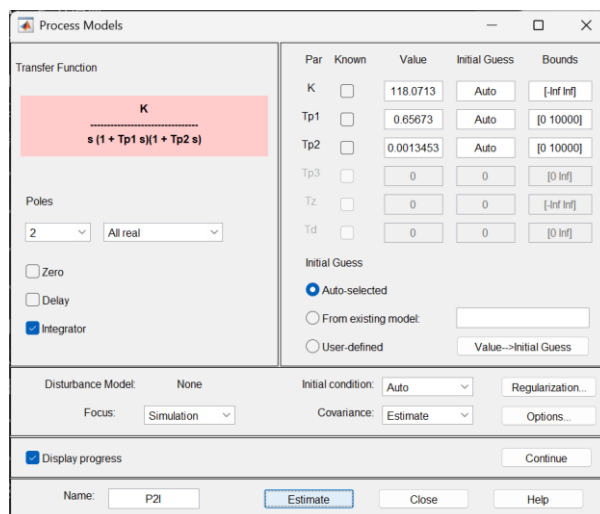 Process Models
Transfer Function
K
-------------------------------
s (1 + Tp1 s)(1 + Tp2 s)
Poles
2 All real
Zero
Delay
Integrator
Par Known Value Initial Guess Bounds
K 118.0713 Auto [-Inf Inf]
Tp1 0.65673 Auto [0 10000]
Tp2 0.0013453 Auto [0 10000]
Tp3 0 0 [0 Inf]
Tz 0 0 [-Inf Inf]
Td 0 0 [0 Inf]
Initial Guess
Auto-selected
From existing model:
User-defined Value-->Initial Guess
Disturbance Model: None Initial condition: Auto Regularization...
Focus: Simulation Covariance: Estimate Options...
Display progress Continue
Name: P2I Estimate Close Help